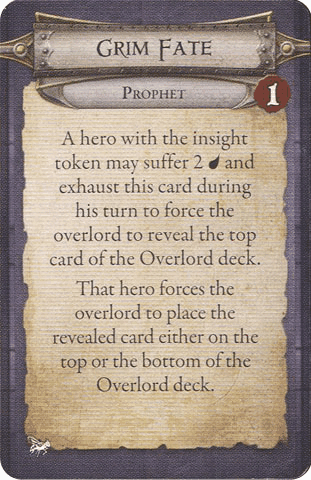 Grim Fate
Prophet
1
A hero with the insight
token may suffer 2 and
exhaust this card during
his turn to force the
overlord to reveal the top
card of the Overlord deck.
That hero forces the
overlord to place the
revealed card either on the
top or the bottom of the
Overlord deck.